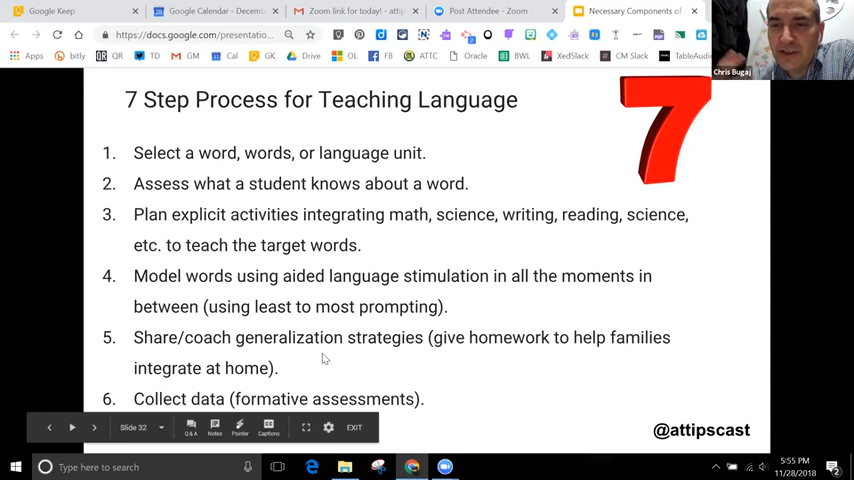 Google Keep
Google Calendar - Decemb
Zoom link for today! - attip
Post Attendee - Zoom
Necessary Components of
https://docs.google.com/presentatio
Apps
bitly
QR
TD
GM
Cal
GK
Drive
OL
FB
ATTC
Oracle
BWL
XedSlack
CM Slack
TableAudio
Chris Bugaj
7 Step Process for Teaching Language
7
1. Select a word, words, or language unit.
2. Assess what a student knows about a word.
3. Plan explicit activities integrating math, science, writing, reading, science,
etc. to teach the target words.
4. Model words using aided language stimulation in all the moments in
between (using least to most prompting).
5. Share/coach generalization strategies (give homework to help families
integrate at home).
6. Collect data (formative assessments).
Slide 32
Q & A
Notes
Pointer
Captions
EXIT
@attipscast
Type here to search
5:55 PM
11/28/2018
2